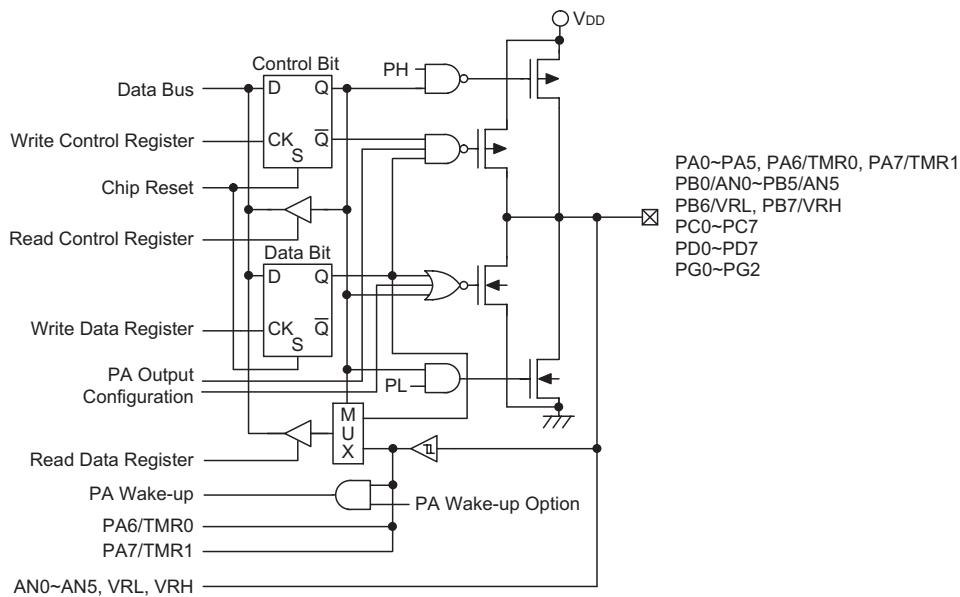 VDD
Control Bit
PH
Data Bus
D
Q
Write Control Register
CK
Q
S
Chip Reset
Read Control Register
Data Bit
D
Q
Write Data Register
CK
Q
S
PA Output
Configuration
PL
M
U
X
Read Data Register
PA Wake-up
PA Wake-up Option
PA6/TMR0
PA7/TMR1
AN0~AN5, VRL, VRH
PA0~PA5, PA6/TMR0, PA7/TMR1
PB0/AN0~PB5/AN5
PB6/VRL, PB7/VRH
PC0~PC7
PD0~PD7
PG0~PG2